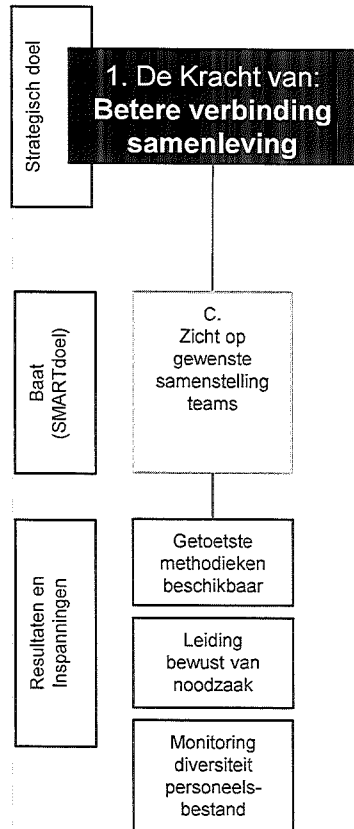 Strategisch doel
1. De Kracht van:
Betere verbinding
samenleving
Baat
(SMARTdoel)
C.
Zicht op
gewenste
samenstelling
teams
Resultaten en
Inspanningen
Getoetste
methodieken
beschikbaar
Leiding
bewust van
noodzaak
Monitoring
diversiteit
personeels-
bestand